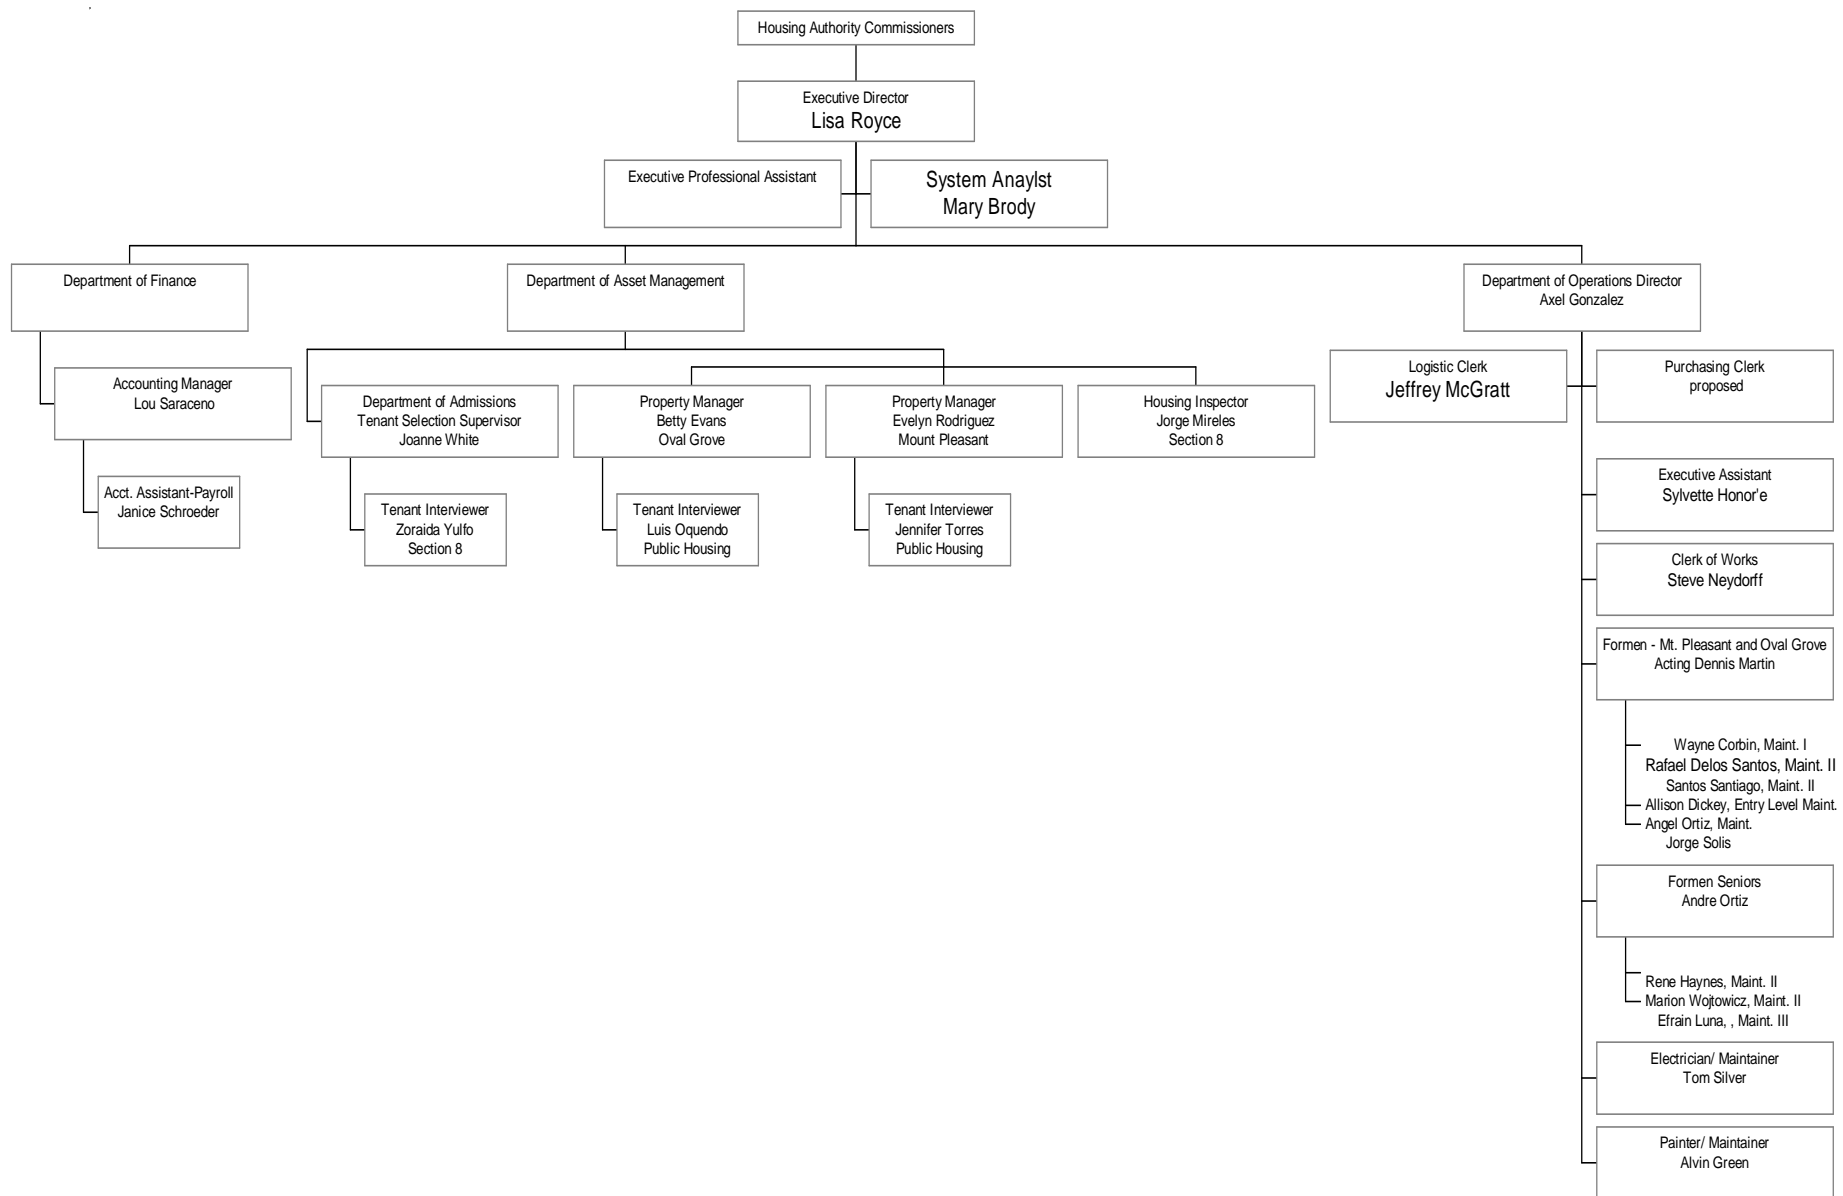 Housing Authority Commissioners
Executive Director
Lisa Royce
Executive Professional Assistant
System Anaylst
Mary Brody
Department of Finance
Accounting Manager
Lou Saraceno
Acct. Assistant-Payroll
Janice Schroeder
Department of Asset Management
Department of Admissions
Tenant Selection Supervisor
Joanne White
Tenant Interviewer
Zoraida Yulfo
Section 8
Property Manager
Betty Evans
Oval Grove
Tenant Interviewer
Luis Oquendo
Public Housing
Property Manager
Evelyn Rodriguez
Mount Pleasant
Tenant Interviewer
Jennifer Torres
Public Housing
Housing Inspector
Jorge Mireles
Section 8
Department of Operations Director
Axel Gonzalez
Logistic Clerk
Jeffrey McGratt
Purchasing Clerk
proposed
Executive Assistant
Sylvette Honor'e
Clerk of Works
Steve Neydorff
Formen - Mt. Pleasant and Oval Grove
Acting Dennis Martin
Wayne Corbin, Maint. I
Rafael Delos Santos, Maint. II
Santos Santiago, Maint. II
Allison Dickey, Entry Level Maint.
Angel Ortiz, Maint.
Jorge Solis
Formen Seniors
Andre Ortiz
Rene Haynes, Maint. II
Marion Wojtowicz, Maint. II
Efrain Luna, , Maint. III
Electrician/ Maintainer
Tom Silver
Painter/ Maintainer
Alvin Green